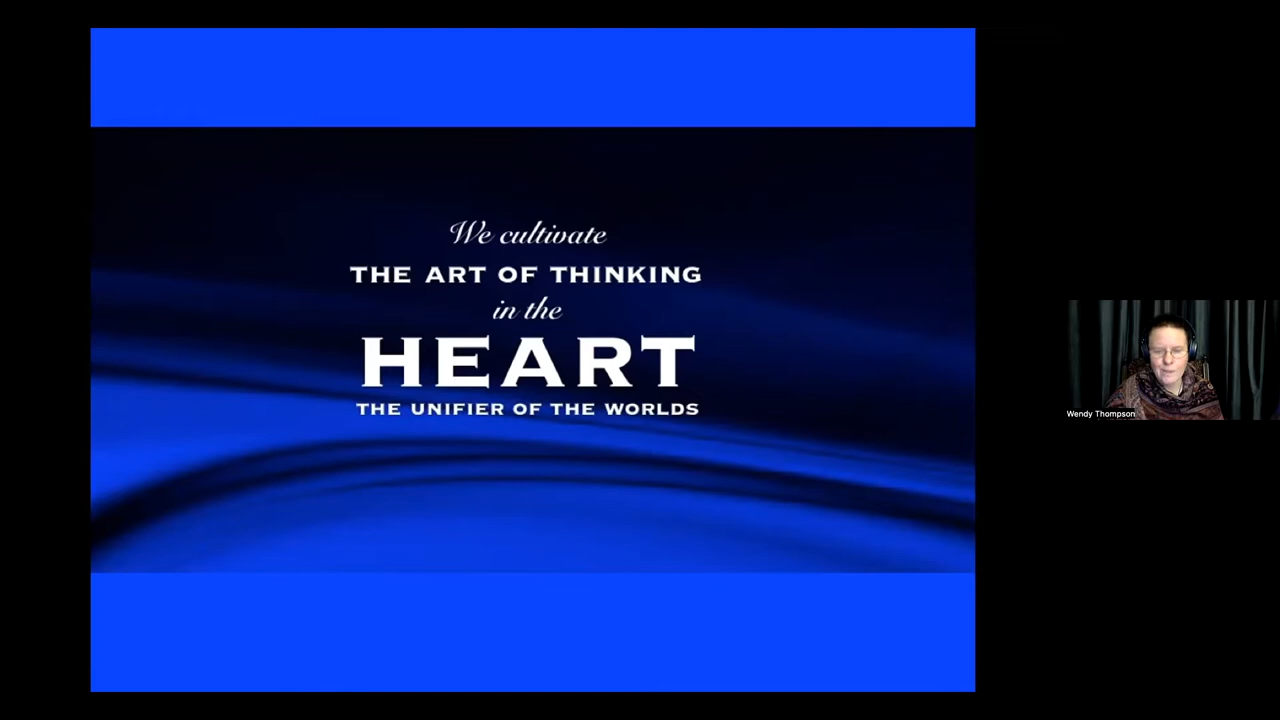 We cultivate
THE ART OF THINKING
in the
HEART
THE UNIFIER OF THE WORLDS
Wendy Thompson